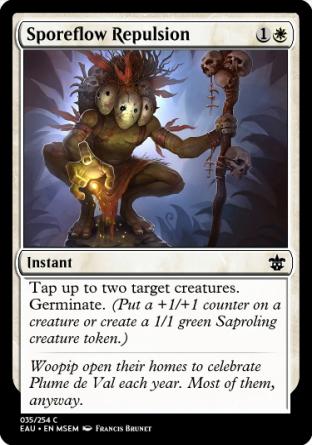 Sporeflow Repulsion 1
Instant
Tap up to two target creatures.
Germinate. (Put a +1/+1 counter on a
creature or create a 1/1 green Saproling
creature token.)
Woopip open their homes to celebrate
Plume de Val each year. Most of them,
anyway.
035/254 C
EAU • EN MSEM Francis Brunet